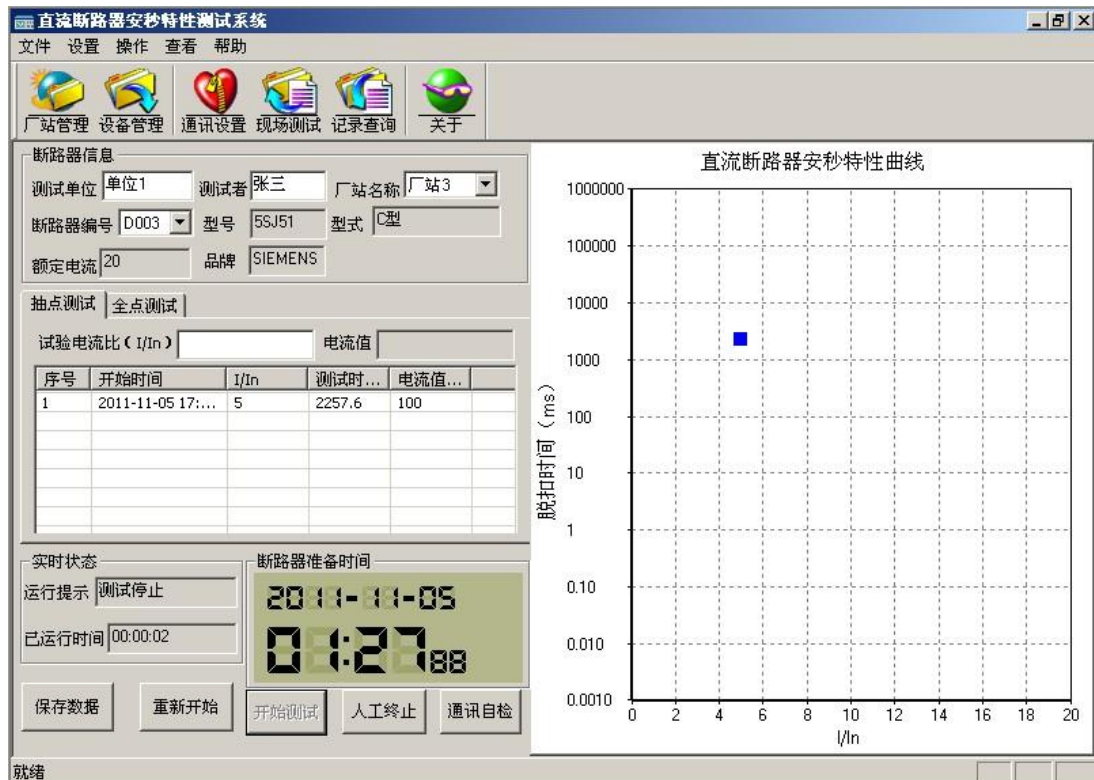 直流断路器安秒特性测试系统
文件 设置 操作 查看 帮助
厂站管理 设备管理 通讯设置 现场测试 记录查询 关于
断路器信息
测试单位 单位1 测试者 张三 厂站名称 厂站3
断路器编号 D003 型号 5SJ51 型式 C型
额定电流 20 品牌 SIEMENS
抽点测试 全点测试
试验电流比(I/In) 电流值
序号 开始时间 I/In 测试时... 电流值...
1 2011-11-05 17:... 5 2257.6 100
实时状态
运行提示 测试停止
已运行时间 00:00:02
断路器准备时间
2011-11-05
01:27 88
保存数据 重新开始 开始测试 人工终止 通讯自检
就绪
直流断路器安秒特性曲线
脱扣时间（ms）
1000000
100000
10000
1000
100
10
1
0.10
0.010
0.0010
0 2 4 6 8 10 12 14 16 18 20
I/In